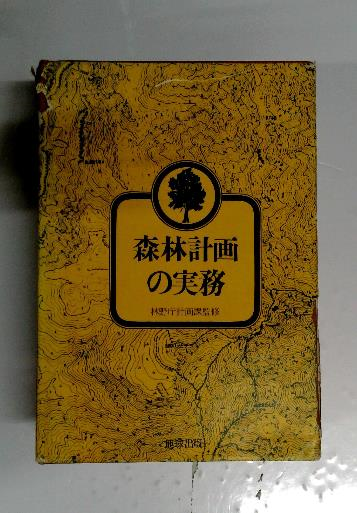 森林計画
の実務
林野庁計画課監修
地球出版